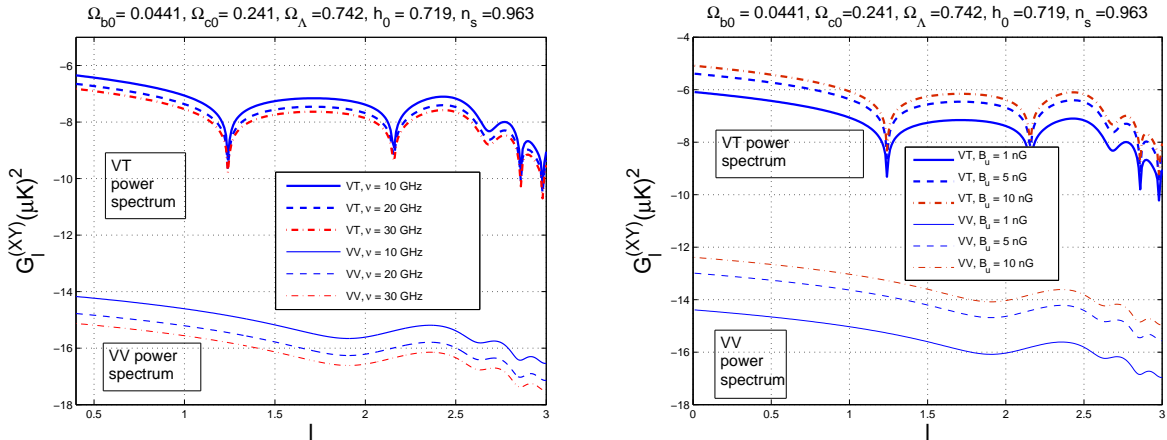 Ω_b0 = 0.0441, Ω_c0 = 0.241, Ω_Λ =0.742, h_0 = 0.719, n_s =0.963
G_l^(XY)(μK)^2
−6
−8
−10
−12
−14
−16
−18
VT
power
spectrum
VT, ν = 10 GHz
VT, ν = 20 GHz
VT, ν = 30 GHz
VV, ν = 10 GHz
VV, ν = 20 GHz
VV, ν = 30 GHz
VV power
spectrum
0.5
1
1.5
2
2.5
3
l
Ω_b0 = 0.0441, Ω_c0=0.241, Ω_Λ =0.742, h_0 = 0.719, n_s =0.963
G_l^(XY)(μK)^2
−4
−6
−8
−10
−12
−14
−16
−18
VT power
spectrum
VT, B_u = 1 nG
VT, B_u = 5 nG
VT, B_u = 10 nG
VV, B_u = 1 nG
VV, B_u = 5 nG
VV, B_u = 10 nG
VV
power
spectrum
0
0.5
1
1.5
2
2.5
3
l